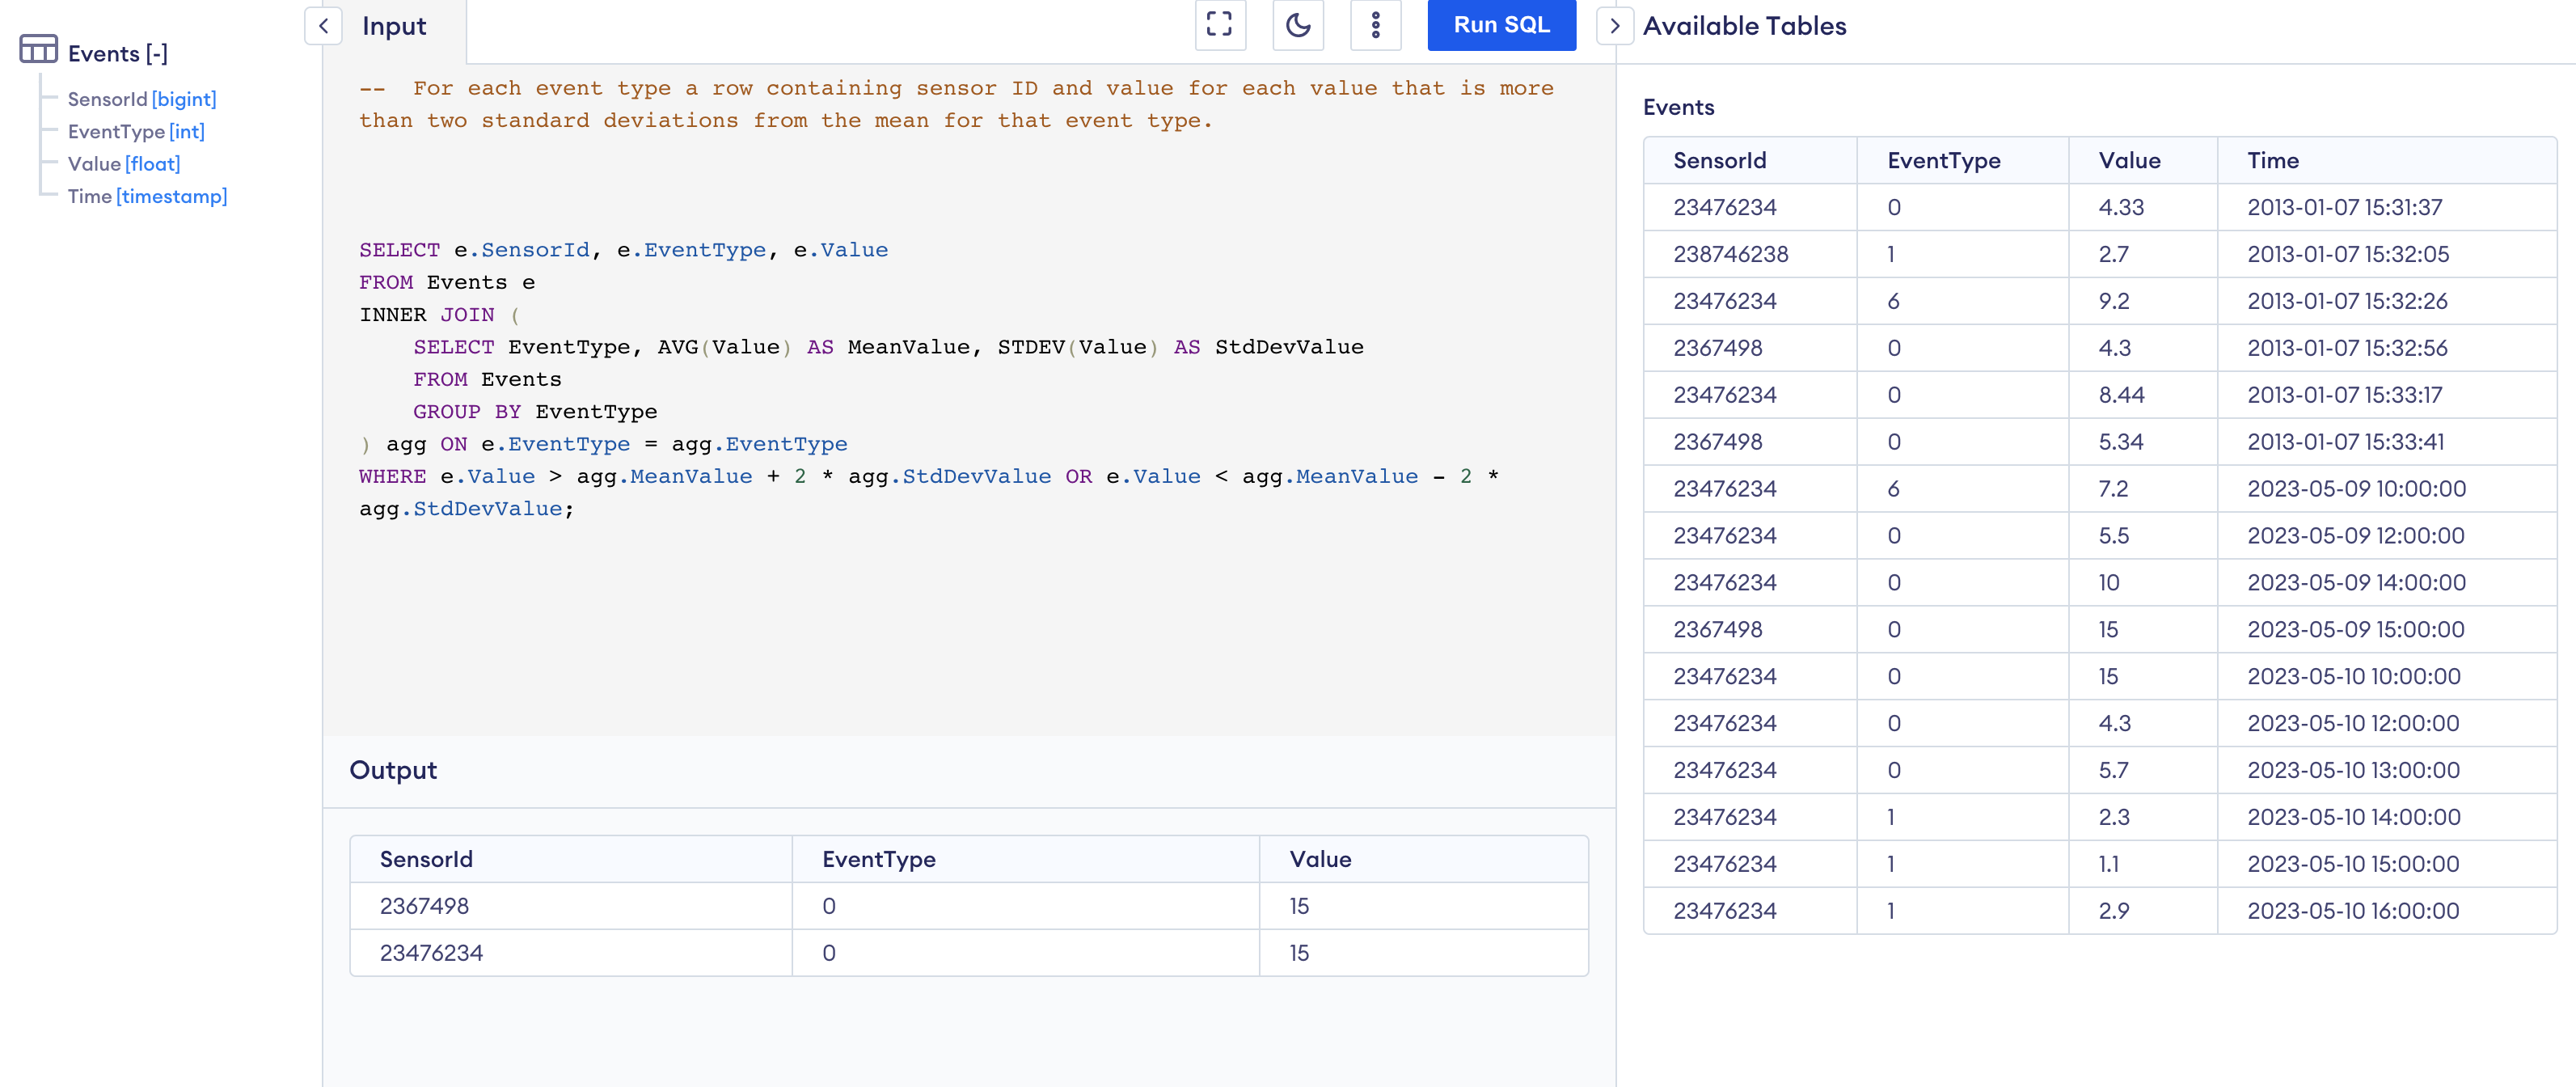 Events [-]
SensorId [bigint]
EventType [int]
Value [float]
Time [timestamp]
Input
Run SQL
-- For each event type a row containing sensor ID and value for each value that is more
than two standard deviations from the mean for that event type.
SELECT e.SensorId, e.EventType, e.Value
FROM Events e
INNER JOIN (
SELECT EventType, AVG(Value) AS MeanValue, STDEV(Value) AS StdDevValue
FROM Events
GROUP BY EventType
) agg ON e.EventType = agg.EventType
WHERE e.Value > agg.MeanValue + 2 * agg.StdDevValue OR e.Value < agg.MeanValue - 2 *
agg.StdDevValue;
Output
SensorId EventType Value
2367498 0 15
23476234 0 15
Available Tables
Events
SensorId EventType Value Time
23476234 0 4.33 2013-01-07 15:31:37
238746238 1 2.7 2013-01-07 15:32:05
23476234 6 9.2 2013-01-07 15:32:26
2367498 0 4.3 2013-01-07 15:32:56
23476234 0 8.44 2013-01-07 15:33:17
2367498 0 5.34 2013-01-07 15:33:41
23476234 6 7.2 2023-05-09 10:00:00
23476234 0 5.5 2023-05-09 12:00:00
23476234 0 10 2023-05-09 14:00:00
2367498 0 15 2023-05-09 15:00:00
23476234 0 15 2023-05-10 10:00:00
23476234 0 4.3 2023-05-10 12:00:00
23476234 0 5.7 2023-05-10 13:00:00
23476234 1 2.3 2023-05-10 14:00:00
23476234 1 1.1 2023-05-10 15:00:00
23476234 1 2.9 2023-05-10 16:00:00